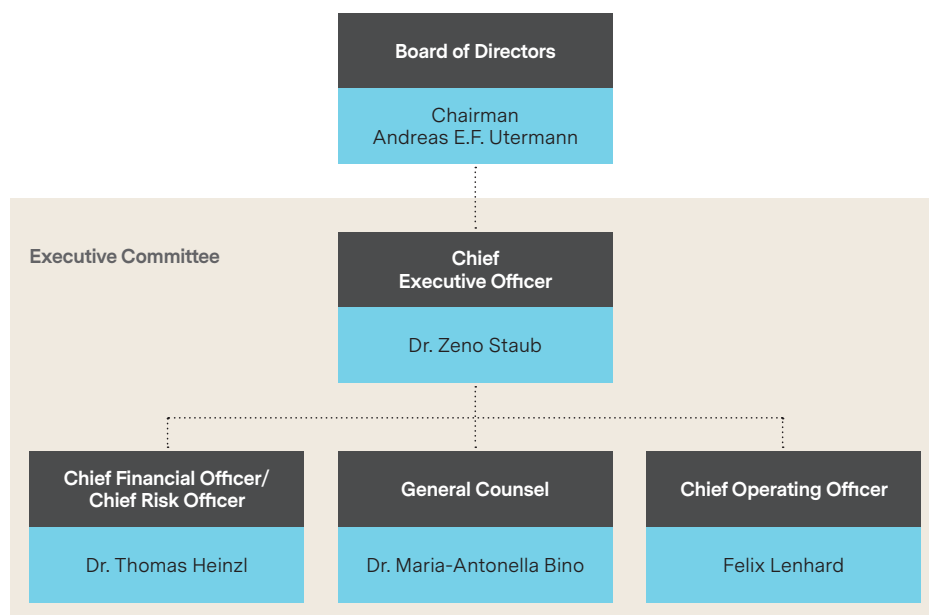 Board of Directors
Chairman
Andreas E.F. Utermann
Executive Committee
Chief
Executive Officer
Dr. Zeno Staub
Chief Financial Officer/
Chief Risk Officer
Dr. Thomas Heinzl
General Counsel
Dr. Maria-Antonella Bino
Chief Operating Officer
Felix Lenhard